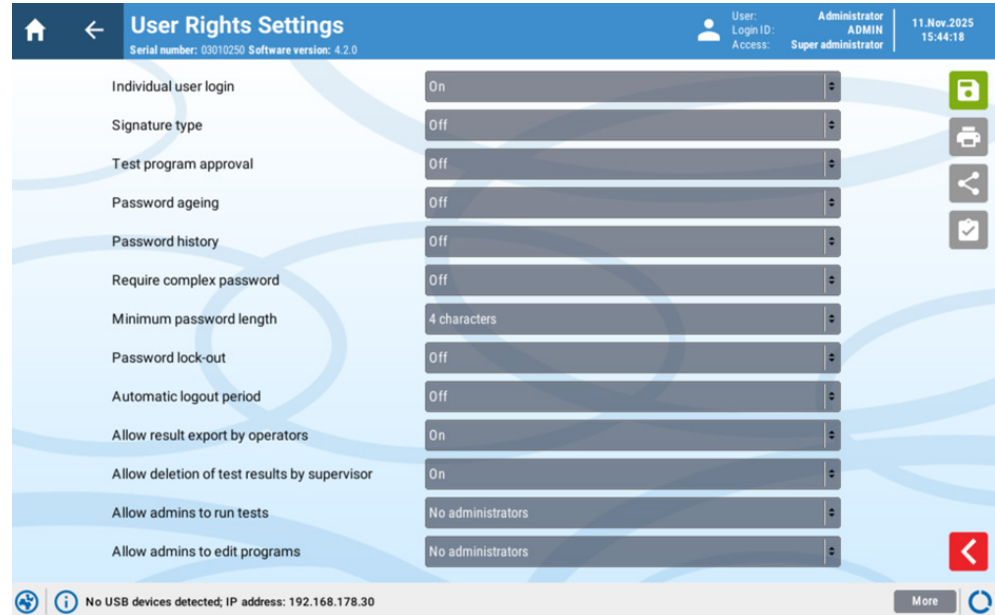 User Rights Settings
Serial number: 03010250 Software version: 4.2.0
User: Administrator
Login ID: ADMIN
Access: Super administrator
11.Nov.2025
15:44:18
Individual user login On
Signature type Off
Test program approval Off
Password ageing Off
Password history Off
Require complex password Off
Minimum password length 4 characters
Password lock-out Off
Automatic logout period Off
Allow result export by operators On
Allow deletion of test results by supervisor On
Allow admins to run tests No administrators
Allow admins to edit programs No administrators
No USB devices detected; IP address: 192.168.178.30
More